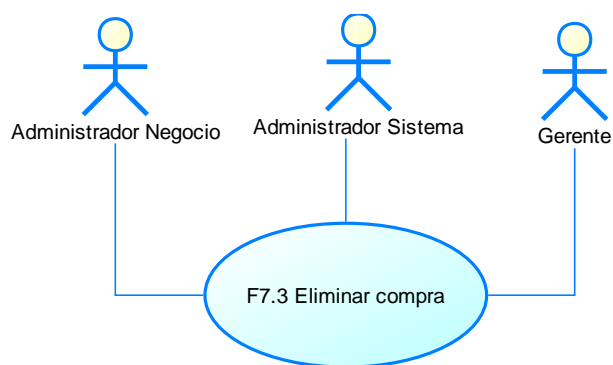 Administrador Negocio
Administrador Sistema
Gerente
F7.3 Eliminar compra